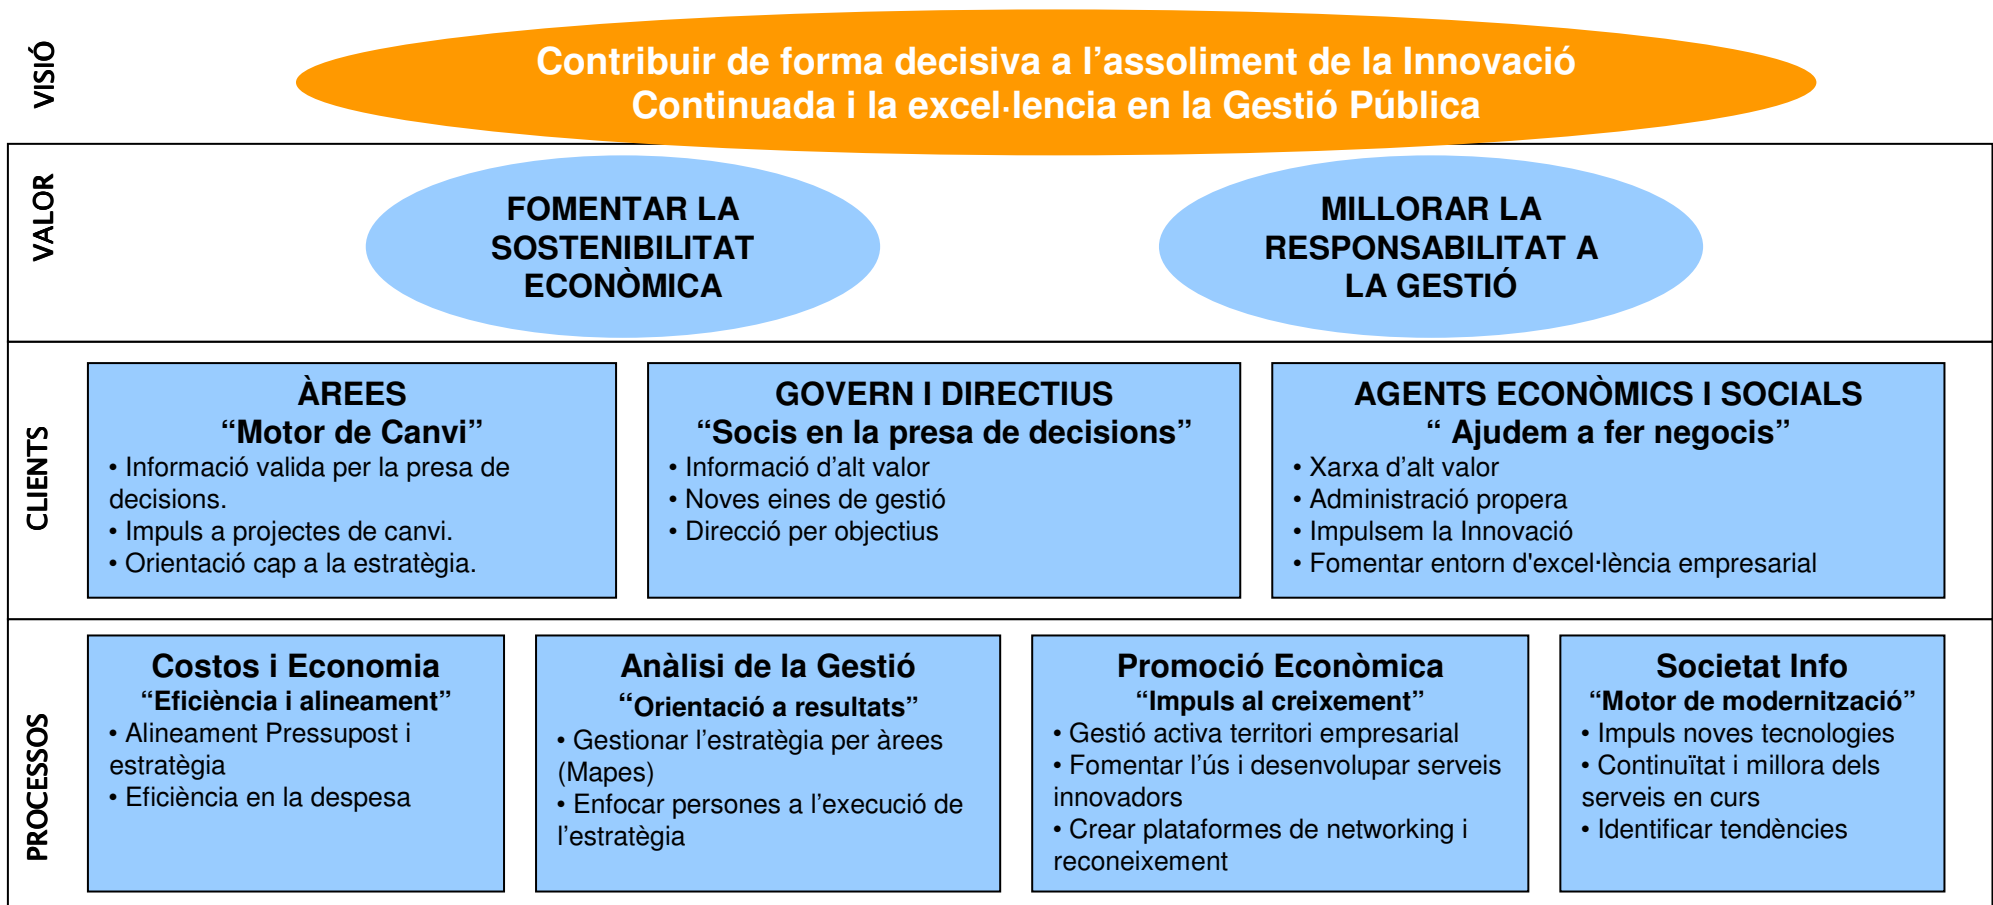 VISIÓ
Contribuir de forma decisiva a l’assoliment de la Innovació
Continuada i la excel·lencia en la Gestió Pública
VALOR
FOMENTAR LA
SOSTENIBILITAT
ECONÒMICA
MILLORAR LA
RESPONSABILITAT A
LA GESTIÓ
CLIENTS
ÀREES
“Motor de Canvi”
• Informació valida per la presa de
decisions.
• Impuls a projectes de canvi.
• Orientació cap a la estratègia.
GOVERN I DIRECTIUS
“Socis en la presa de decisions”
• Informació d’alt valor
• Noves eines de gestió
• Direcció per objectius
AGENTS ECONÒMICS I SOCIALS
“ Ajudem a fer negocis”
• Xarxa d’alt valor
• Administració propera
• Impulsem la Innovació
• Fomentar entorn d'excel·lència empresarial
PROCESSOS
Costos i Economia
“Eficiència i alineament”
• Alineament Pressupost i
estratègia
• Eficiència en la despesa
Anàlisi de la Gestió
“Orientació a resultats”
• Gestionar l’estratègia per àrees
(Mapes)
• Enfocar persones a l’execució de
l’estratègia
Promoció Econòmica
“Impuls al creixement”
• Gestió activa territori empresarial
• Fomentar l’ús i desenvolupar serveis
innovadors
• Crear plataformes de networking i
reconeixement
Societat Info
“Motor de modernització”
• Impuls noves tecnologies
• Continuïtat i millora dels
serveis en curs
• Identificar tendències